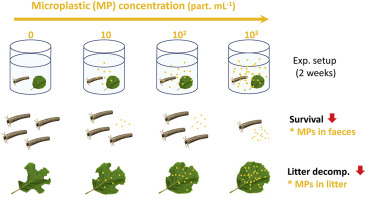 Microplastic (MP) concentration (part. mL⁻¹)
0 10 10² 10³
Exp. setup
(2 weeks)
Survival
* MPs in faeces
Litter decomp.
* MPs in litter